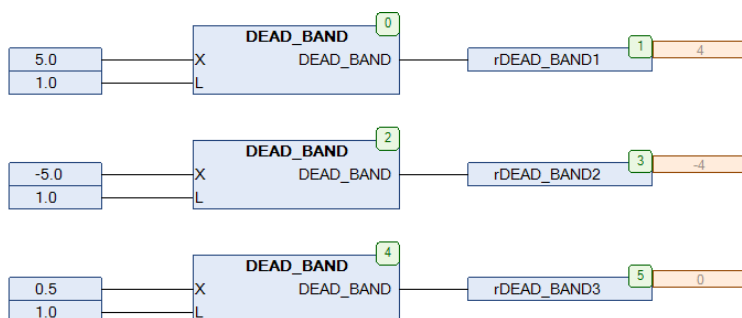 0
DEAD_BAND
1
4
5.0 X DEAD_BAND rDEAD_BAND1
1.0 L
2
DEAD_BAND
3
-4
-5.0 X DEAD_BAND rDEAD_BAND2
1.0 L
4
DEAD_BAND
5
0
0.5 X DEAD_BAND rDEAD_BAND3
1.0 L